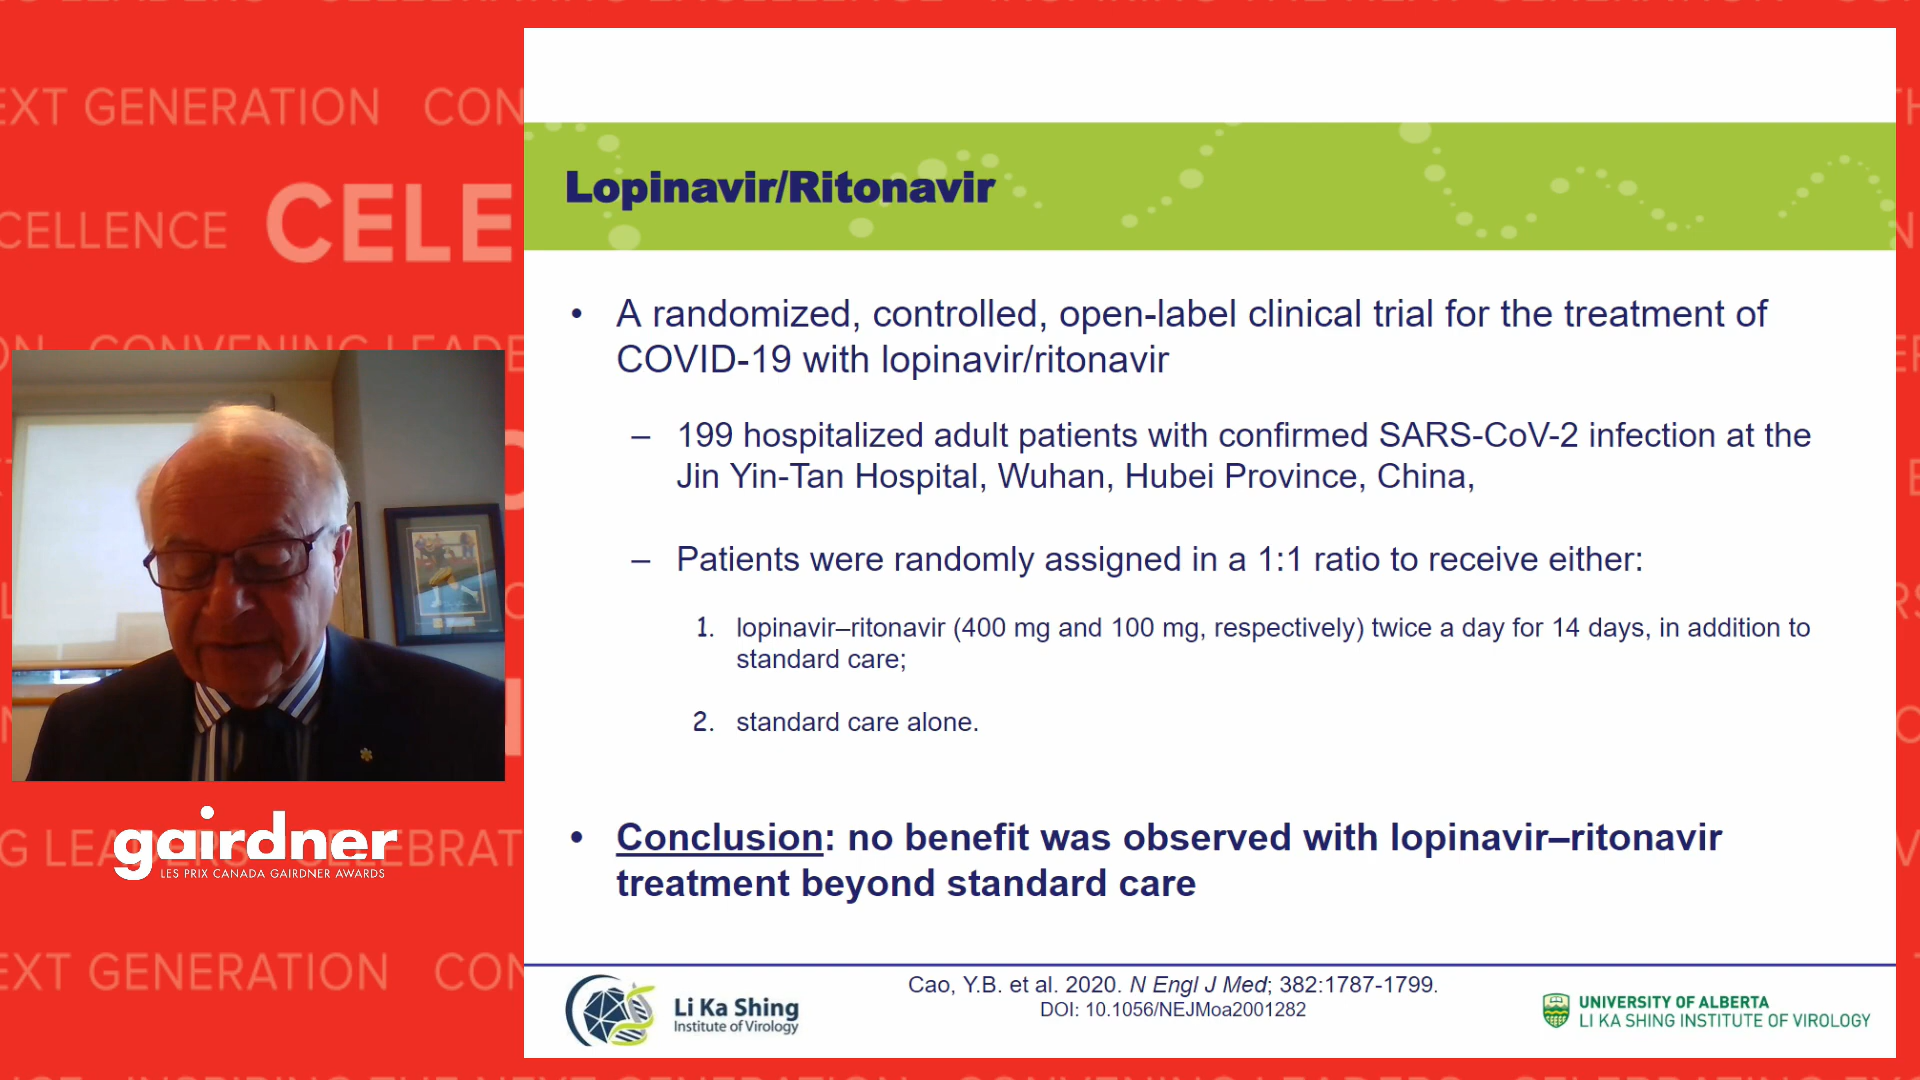 EXT GENERATION CON
CELLENCE CELE
CONVENING LEADE
G LEADERS CELEBRAT
EXT GENERATION CON
gairdner
LES PRIX CANADA GAIRDNER AWARDS
Lopinavir/Ritonavir
• A randomized, controlled, open-label clinical trial for the treatment of
COVID-19 with lopinavir/ritonavir
– 199 hospitalized adult patients with confirmed SARS-CoV-2 infection at the
Jin Yin-Tan Hospital, Wuhan, Hubei Province, China,
– Patients were randomly assigned in a 1:1 ratio to receive either:
1. lopinavir–ritonavir (400 mg and 100 mg, respectively) twice a day for 14 days, in addition to
standard care;
2. standard care alone.
• Conclusion: no benefit was observed with lopinavir–ritonavir
treatment beyond standard care
Li Ka Shing
Institute of Virology
Cao, Y.B. et al. 2020. N Engl J Med; 382:1787-1799.
DOI: 10.1056/NEJMoa2001282
UNIVERSITY OF ALBERTA
LI KA SHING INSTITUTE OF VIROLOGY